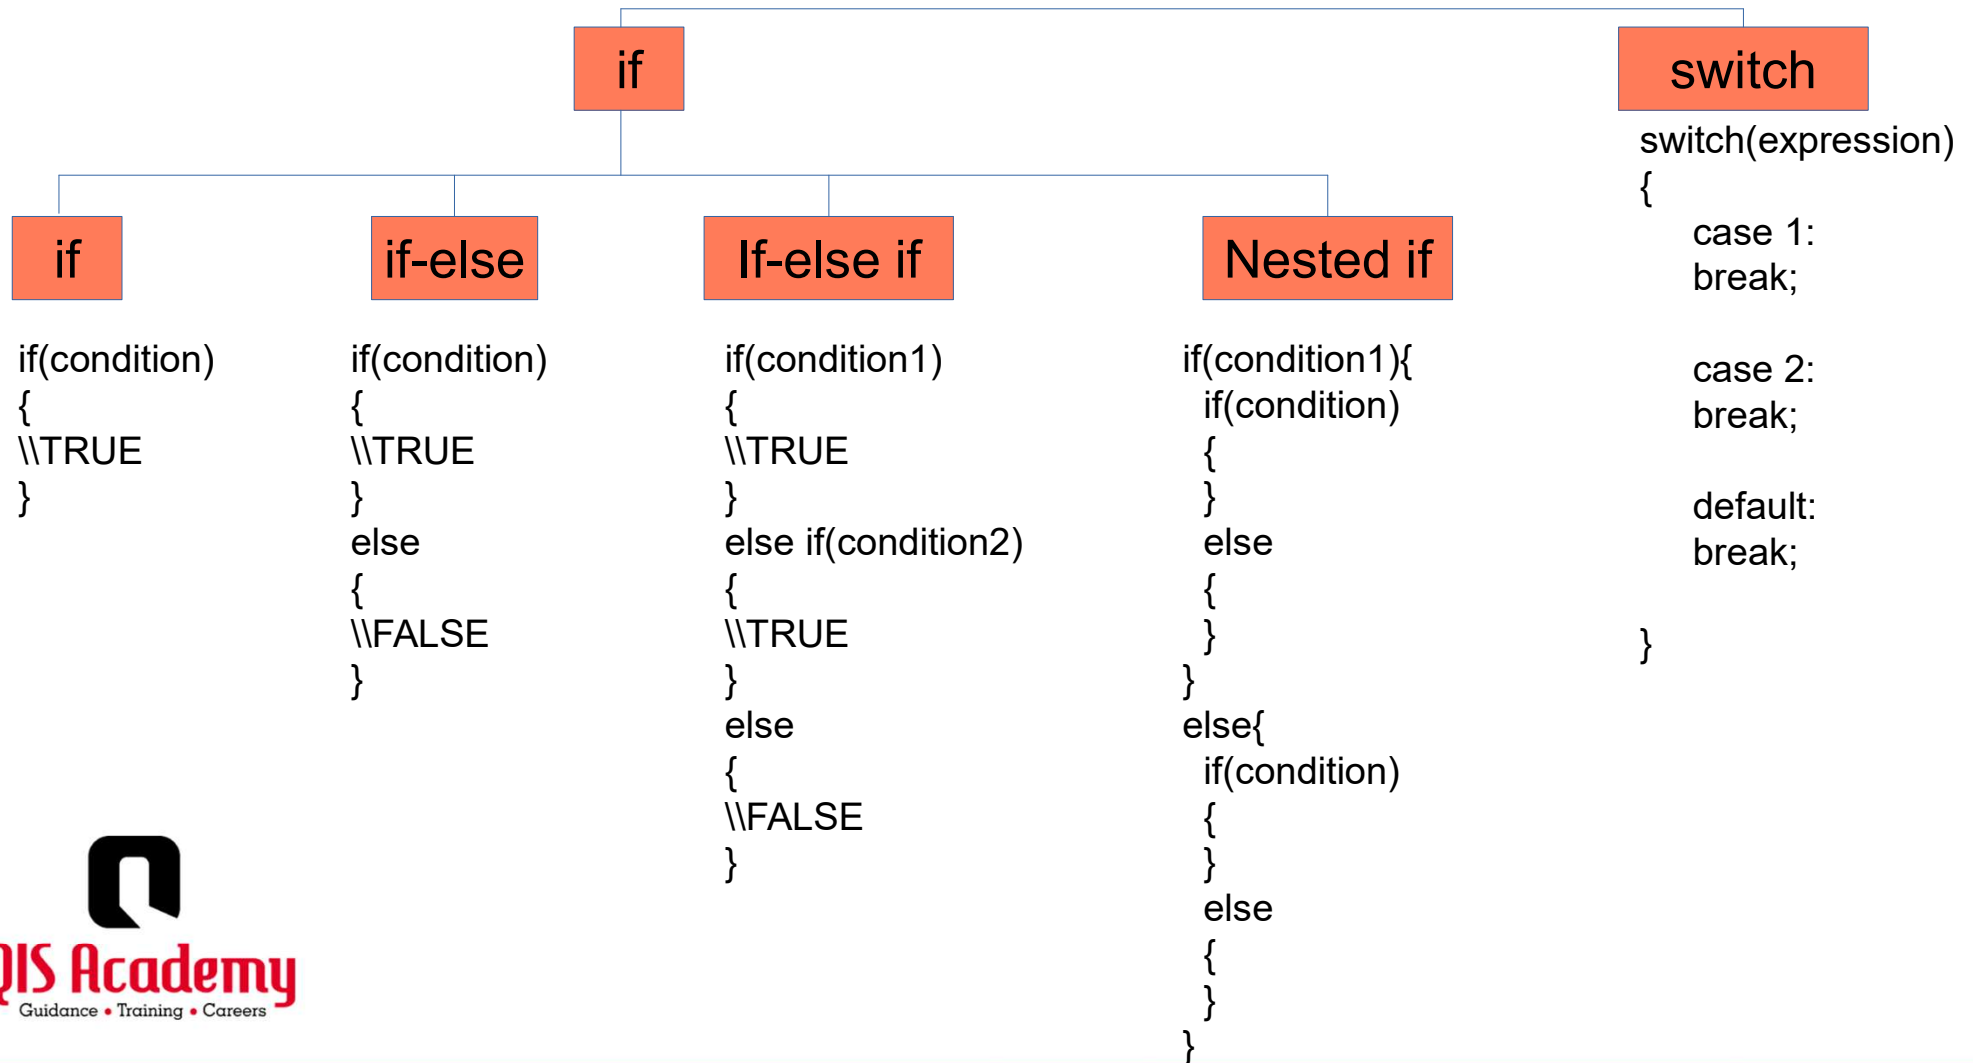 if
switch
if
if-else
If-else if
Nested if
if(condition)
{
\\TRUE
}
if(condition)
{
\\TRUE
}
else
{
\\FALSE
}
if(condition1)
{
\\TRUE
}
else if(condition2)
{
\\TRUE
}
else
{
\\FALSE
}
if(condition1){
if(condition)
{
}
else
{
}
}
else{
if(condition)
{
}
else
{
}
}
switch(expression)
{
case 1:
break;
case 2:
break;
default:
break;
}
QIS Academy
Guidance • Training • Careers